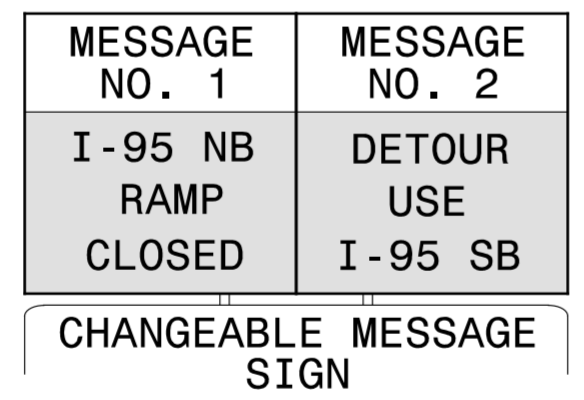 MESSAGE
NO. 1
I-95 NB
RAMP
CLOSED
MESSAGE
NO. 2
DETOUR
USE
I-95 SB
CHANGEABLE MESSAGE
SIGN